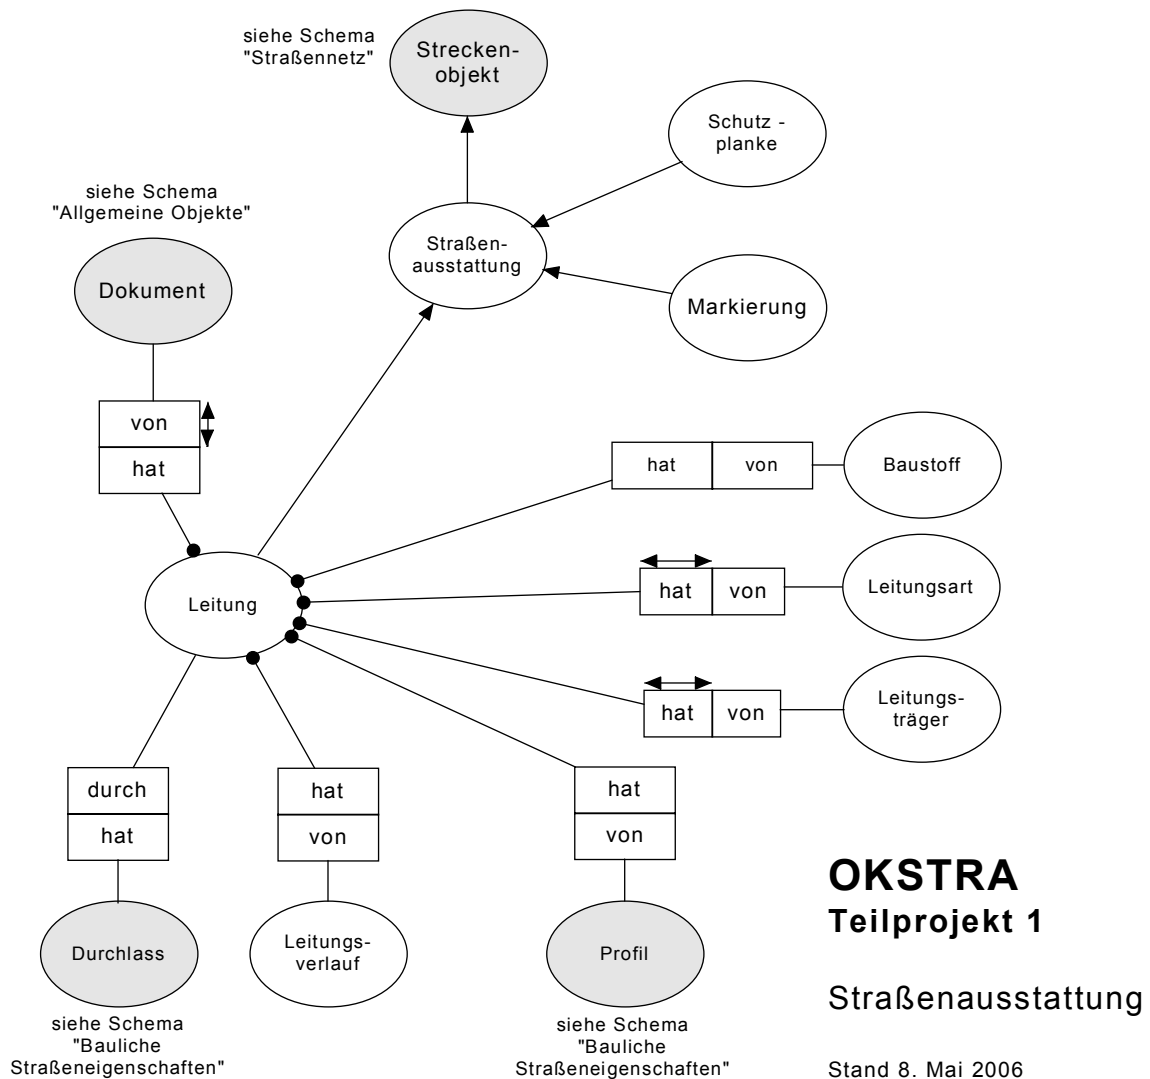 siehe Schema
"Straßennetz"
Strecken-
objekt
Schutz -
planke
siehe Schema
"Allgemeine Objekte"
Straßen-
ausstattung
Dokument
Markierung
von
hat
hat
von
Baustoff
hat
von
Leitungsart
Leitung
hat
von
Leitungs-
träger
durch
hat
hat
von
hat
von
Durchlass
Leitungs-
verlauf
Profil
siehe Schema
"Bauliche
Straßeneigenschaften"
siehe Schema
"Bauliche
Straßeneigenschaften"
OKSTRA
Teilprojekt 1
Straßenausstattung
Stand 8. Mai 2006